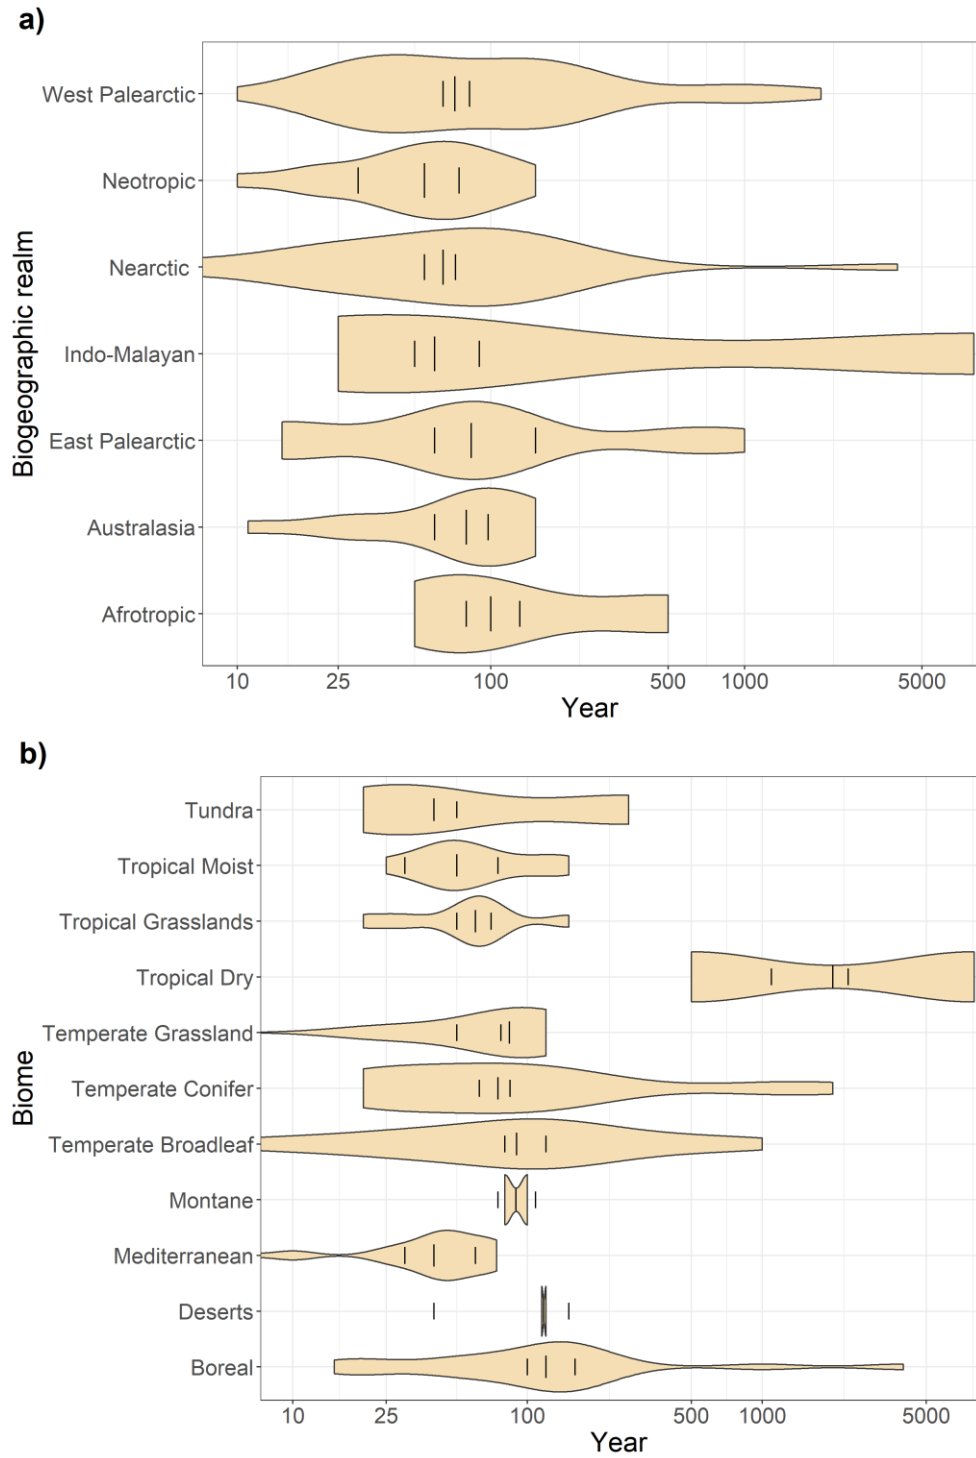 a)
Biogeographic realm
West Palearctic
Neotropic
Nearctic
Indo-Malayan
East Palearctic
Australasia
Afrotropic
10 25 100 500 1000 5000
Year
b)
Biome
Tundra
Tropical Moist
Tropical Grasslands
Tropical Dry
Temperate Grassland
Temperate Conifer
Temperate Broadleaf
Montane
Mediterranean
Deserts
Boreal
10 25 100 500 1000 5000
Year